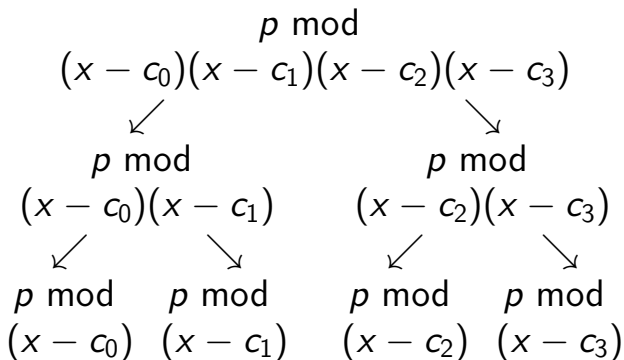 p mod
(x − c₀)(x − c₁)(x − c₂)(x − c₃)
p mod p mod
(x − c₀)(x − c₁) (x − c₂)(x − c₃)
p mod p mod p mod p mod
(x − c₀) (x − c₁) (x − c₂) (x − c₃)